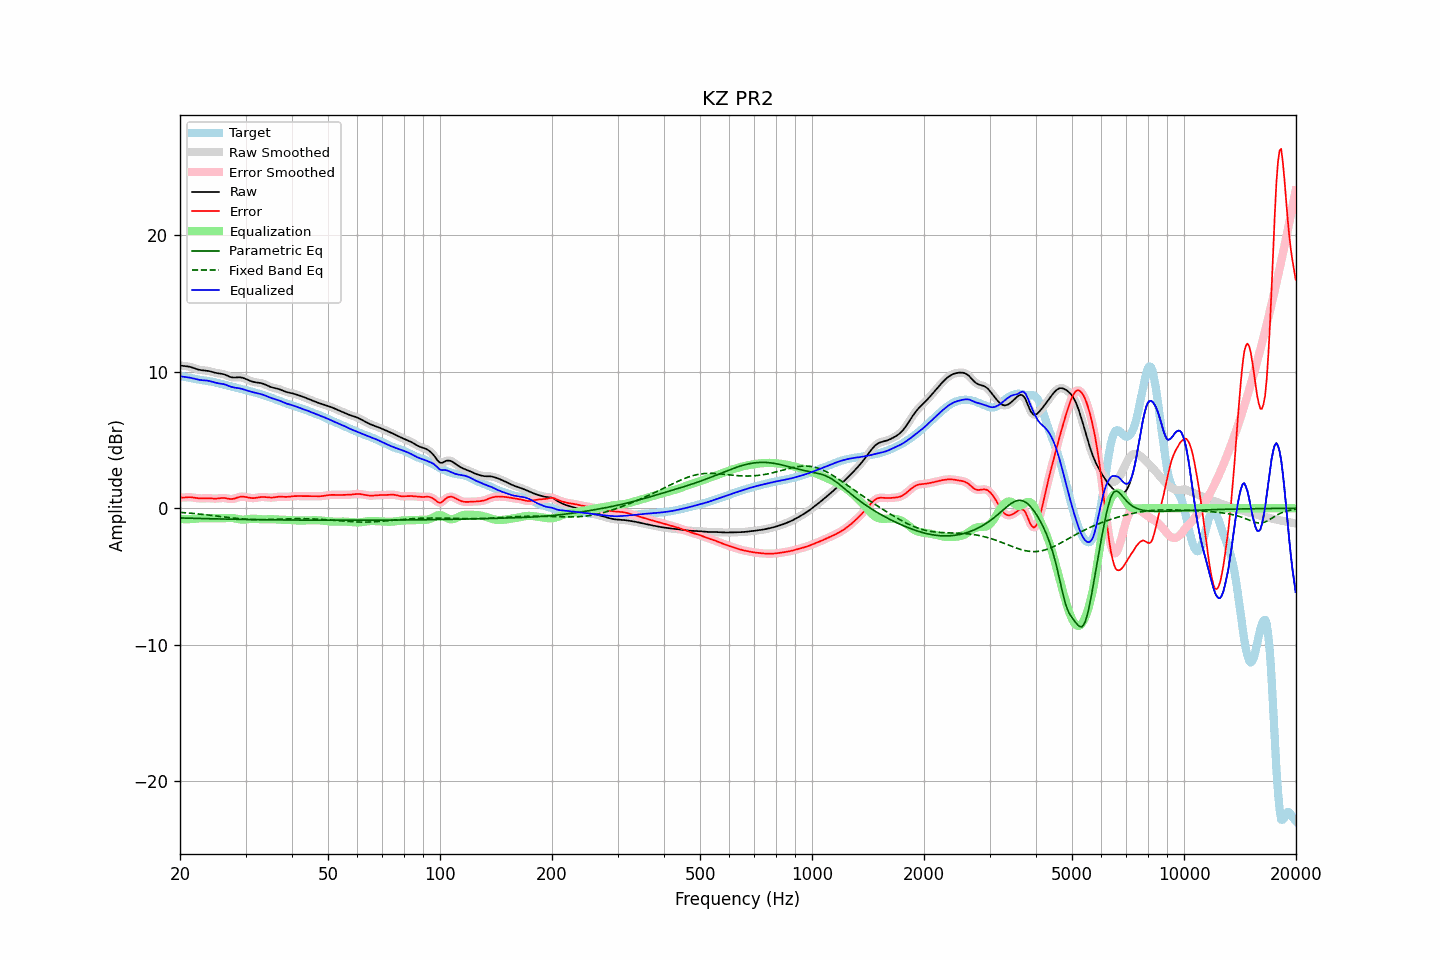 KZ PR2
Target
Raw Smoothed
Error Smoothed
Raw
Error
Equalization
Parametric Eq
Fixed Band Eq
Equalized
Amplitude (dBr)
20
10
0
−10
−20
20 50 100 200 500 1000 2000 5000 10000 20000
Frequency (Hz)